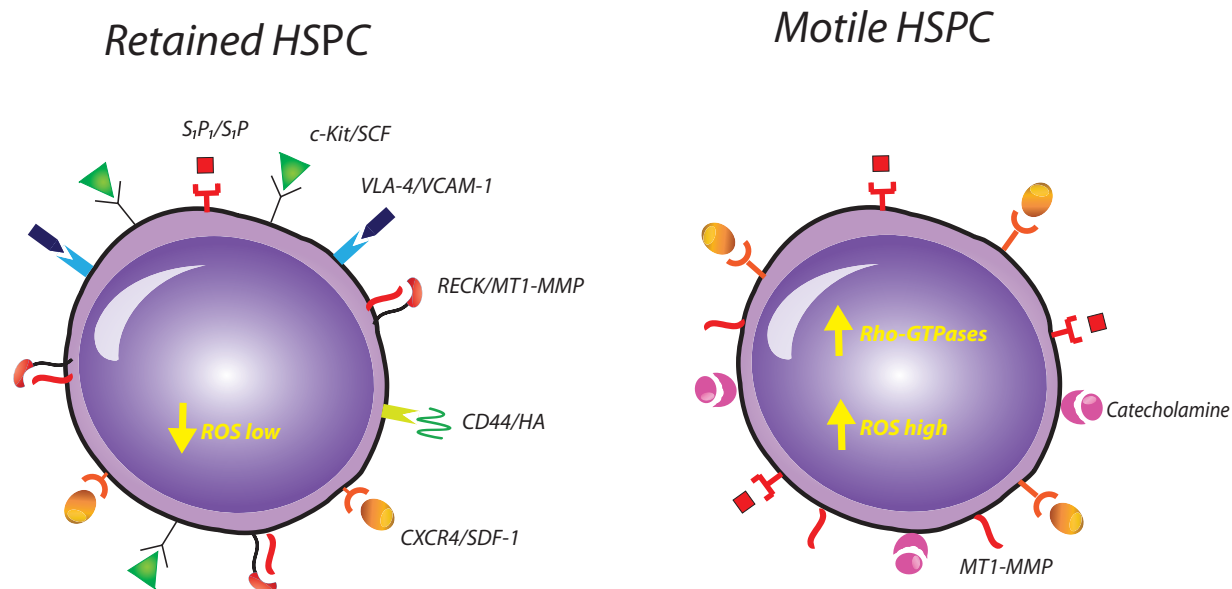 Retained HSPC
Motile HSPC
S₁P₁/S₁P
c-Kit/SCF
VLA-4/VCAM-1
RECK/MT1-MMP
Rho-GTPases
Catecholamine
CD44/HA
ROS low
ROS high
CXCR4/SDF-1
MT1-MMP